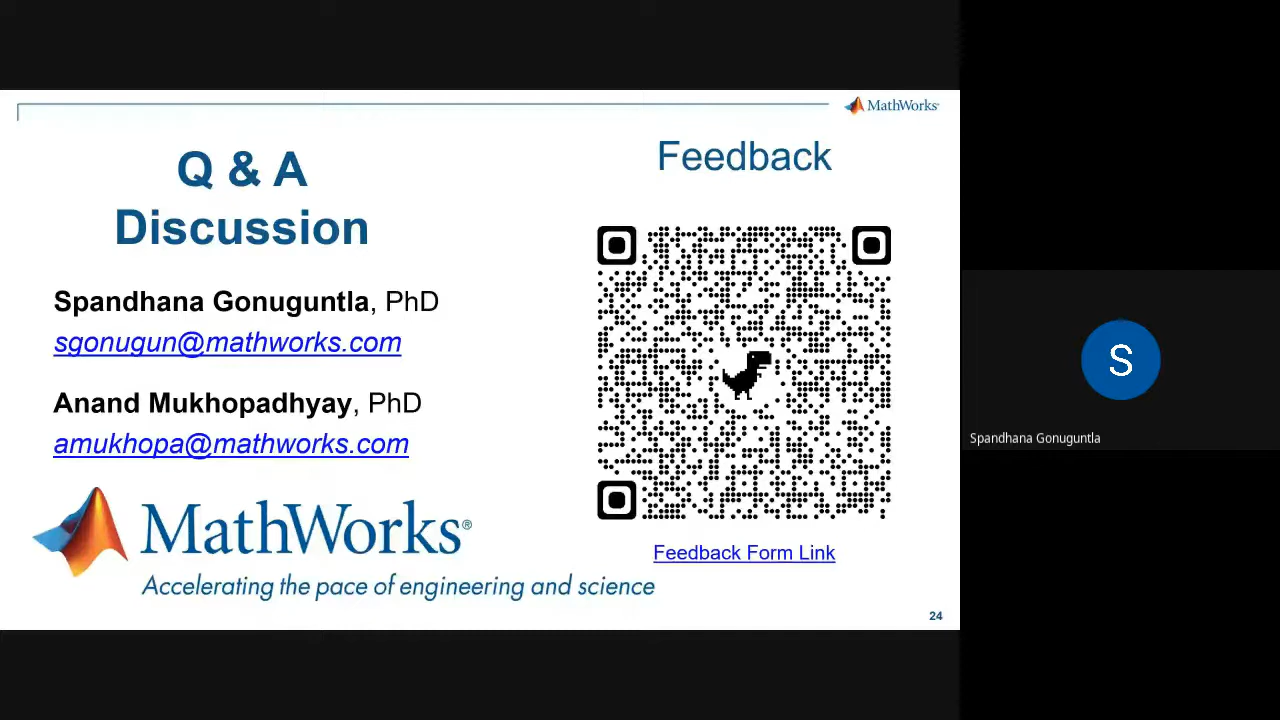 MathWorks®
Q & A
Discussion
Feedback
Spandhana Gonuguntla, PhD
sgonugun@mathworks.com
Anand Mukhopadhyay, PhD
amukhopa@mathworks.com
MathWorks®
Accelerating the pace of engineering and science
Feedback Form Link
24
S
Spandhana Gonuguntla